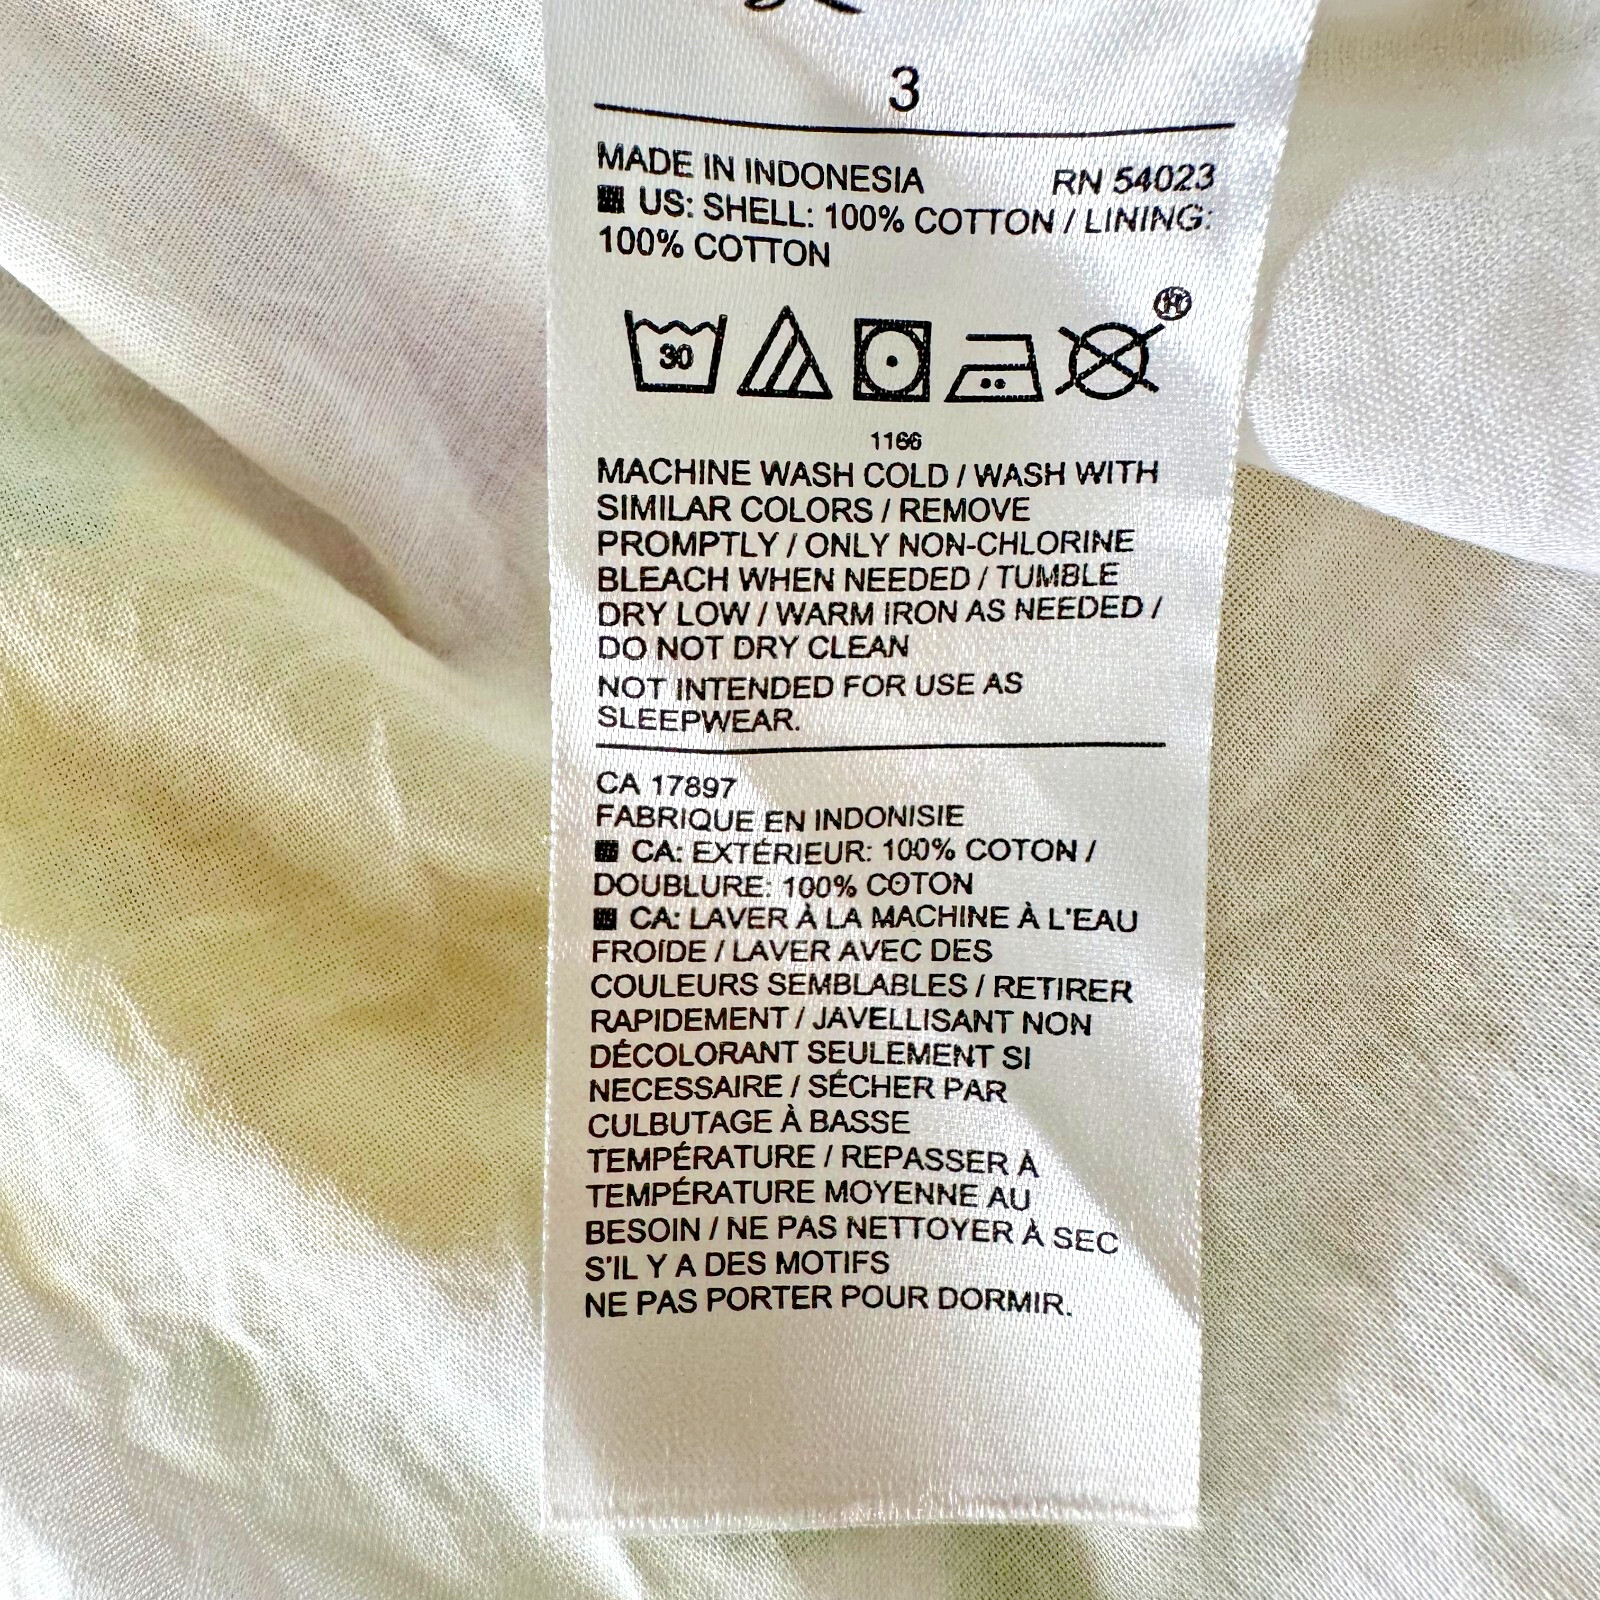 3
MADE IN INDONESIA RN 54023
US: SHELL: 100% COTTON / LINING:
100% COTTON
30
1166
MACHINE WASH COLD / WASH WITH
SIMILAR COLORS / REMOVE
PROMPTLY / ONLY NON-CHLORINE
BLEACH WHEN NEEDED / TUMBLE
DRY LOW / WARM IRON AS NEEDED /
DO NOT DRY CLEAN
NOT INTENDED FOR USE AS
SLEEPWEAR.
CA 17897
FABRIQUE EN INDONISIE
CA: EXTÉRIEUR: 100% COTON /
DOUBLURE: 100% COTON
CA: LAVER À LA MACHINE À L'EAU
FROIDE / LAVER AVEC DES
COULEURS SEMBLABLES / RETIRER
RAPIDEMENT / JAVELLISANT NON
DÉCOLORANT SEULEMENT SI
NECESSAIRE / SÉCHER PAR
CULBUTAGE À BASSE
TEMPÉRATURE / REPASSER À
TEMPÉRATURE MOYENNE AU
BESOIN / NE PAS NETTOYER À SEC
S'IL Y A DES MOTIFS
NE PAS PORTER POUR DORMIR.